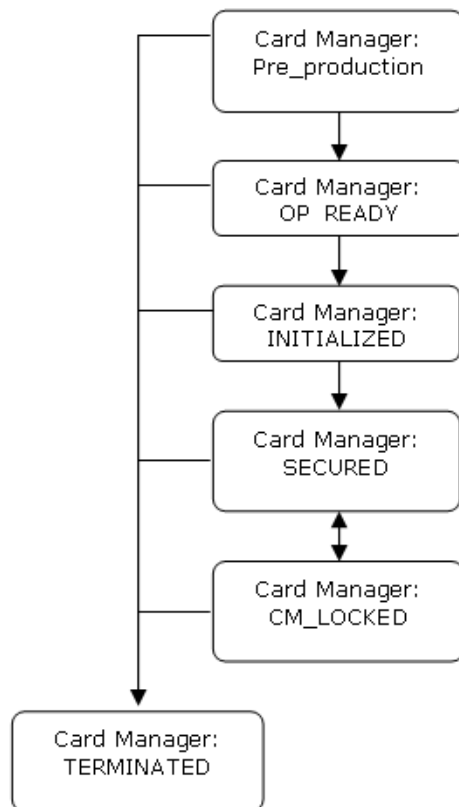 Card Manager:
Pre_production
Card Manager:
OP READY
Card Manager:
INITIALIZED
Card Manager:
SECURED
Card Manager:
CM_LOCKED
Card Manager:
TERMINATED